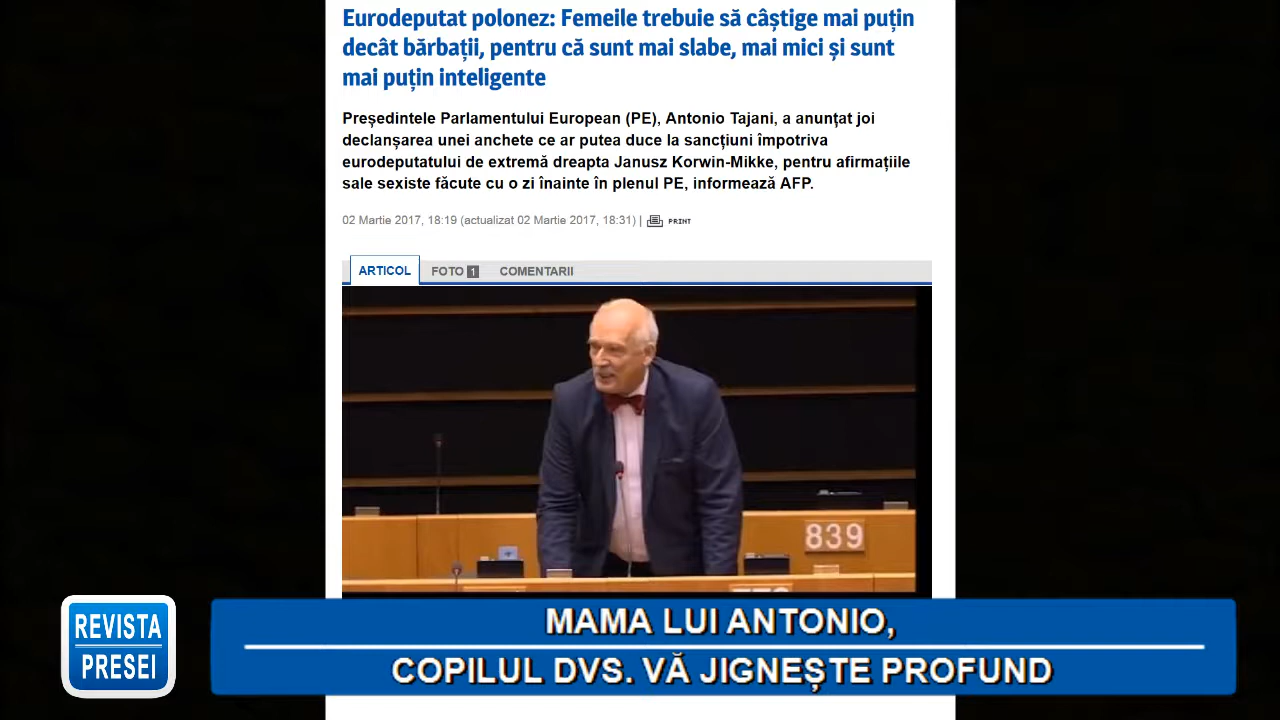 Eurodeputat polonez: Femeile trebuie să câștige mai puțin
decât bărbații, pentru că sunt mai slabe, mai mici și sunt
mai puțin inteligente
Președintele Parlamentului European (PE), Antonio Tajani, a anunțat joi
declanșarea unei anchete ce ar putea duce la sancțiuni împotriva
eurodeputatului de extremă dreapta Janusz Korwin-Mikke, pentru afirmațiile
sale sexiste făcute cu o zi înainte în plenul PE, informează AFP.
02 Martie 2017, 18:19 (actualizat 02 Martie 2017, 18:31) | PRINT
ARTICOL FOTO 1 COMENTARII
839
REVISTA
PRESEI
MAMA LUI ANTONIO,
COPILUL DVS. VĂ JIGNEȘTE PROFUND